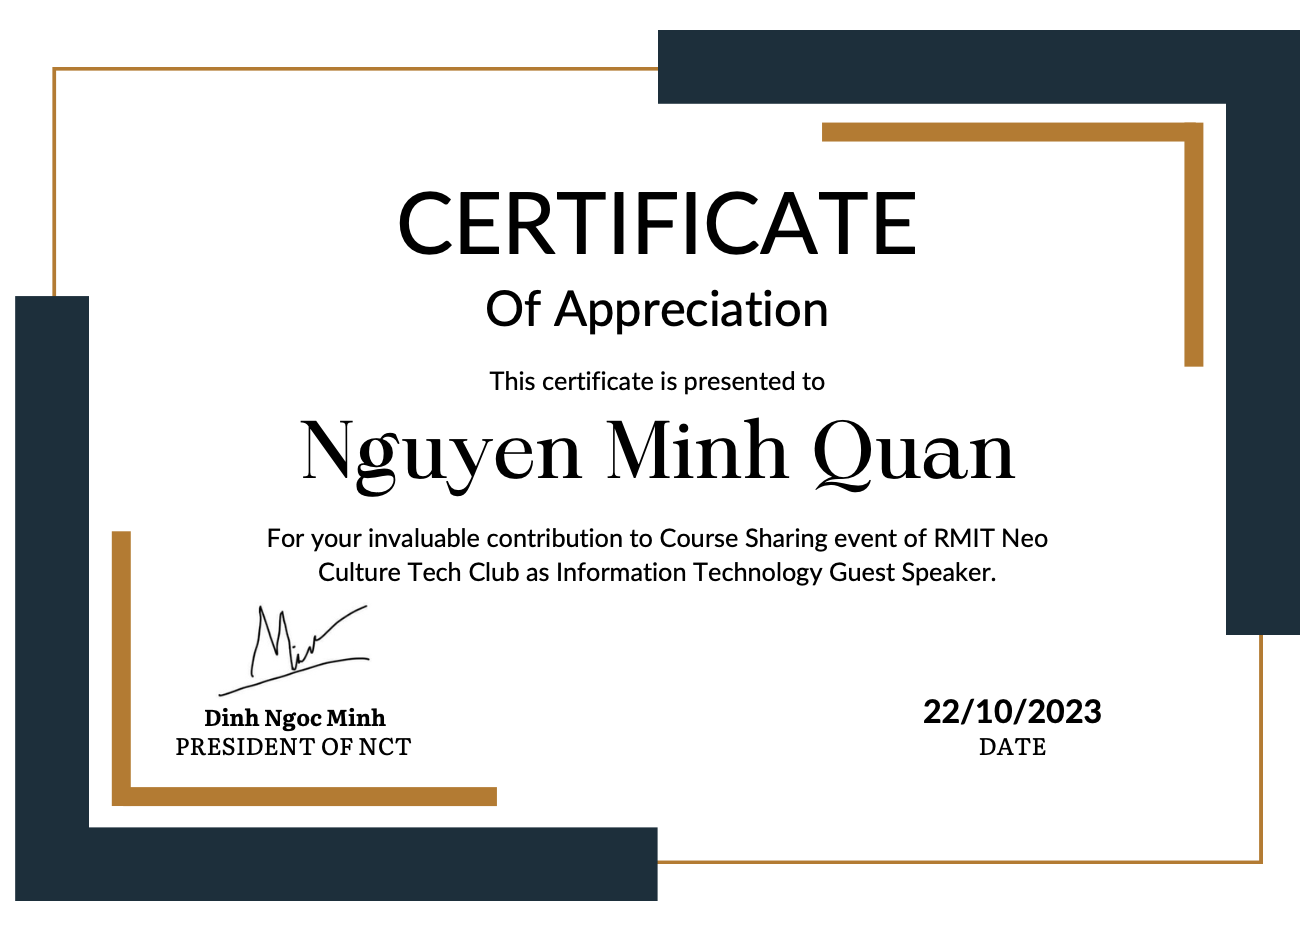 CERTIFICATE
Of Appreciation
This certificate is presented to
Nguyen Minh Quan
For your invaluable contribution to Course Sharing event of RMIT Neo
Culture Tech Club as Information Technology Guest Speaker.
Dinh Ngoc Minh
PRESIDENT OF NCT
22/10/2023
DATE